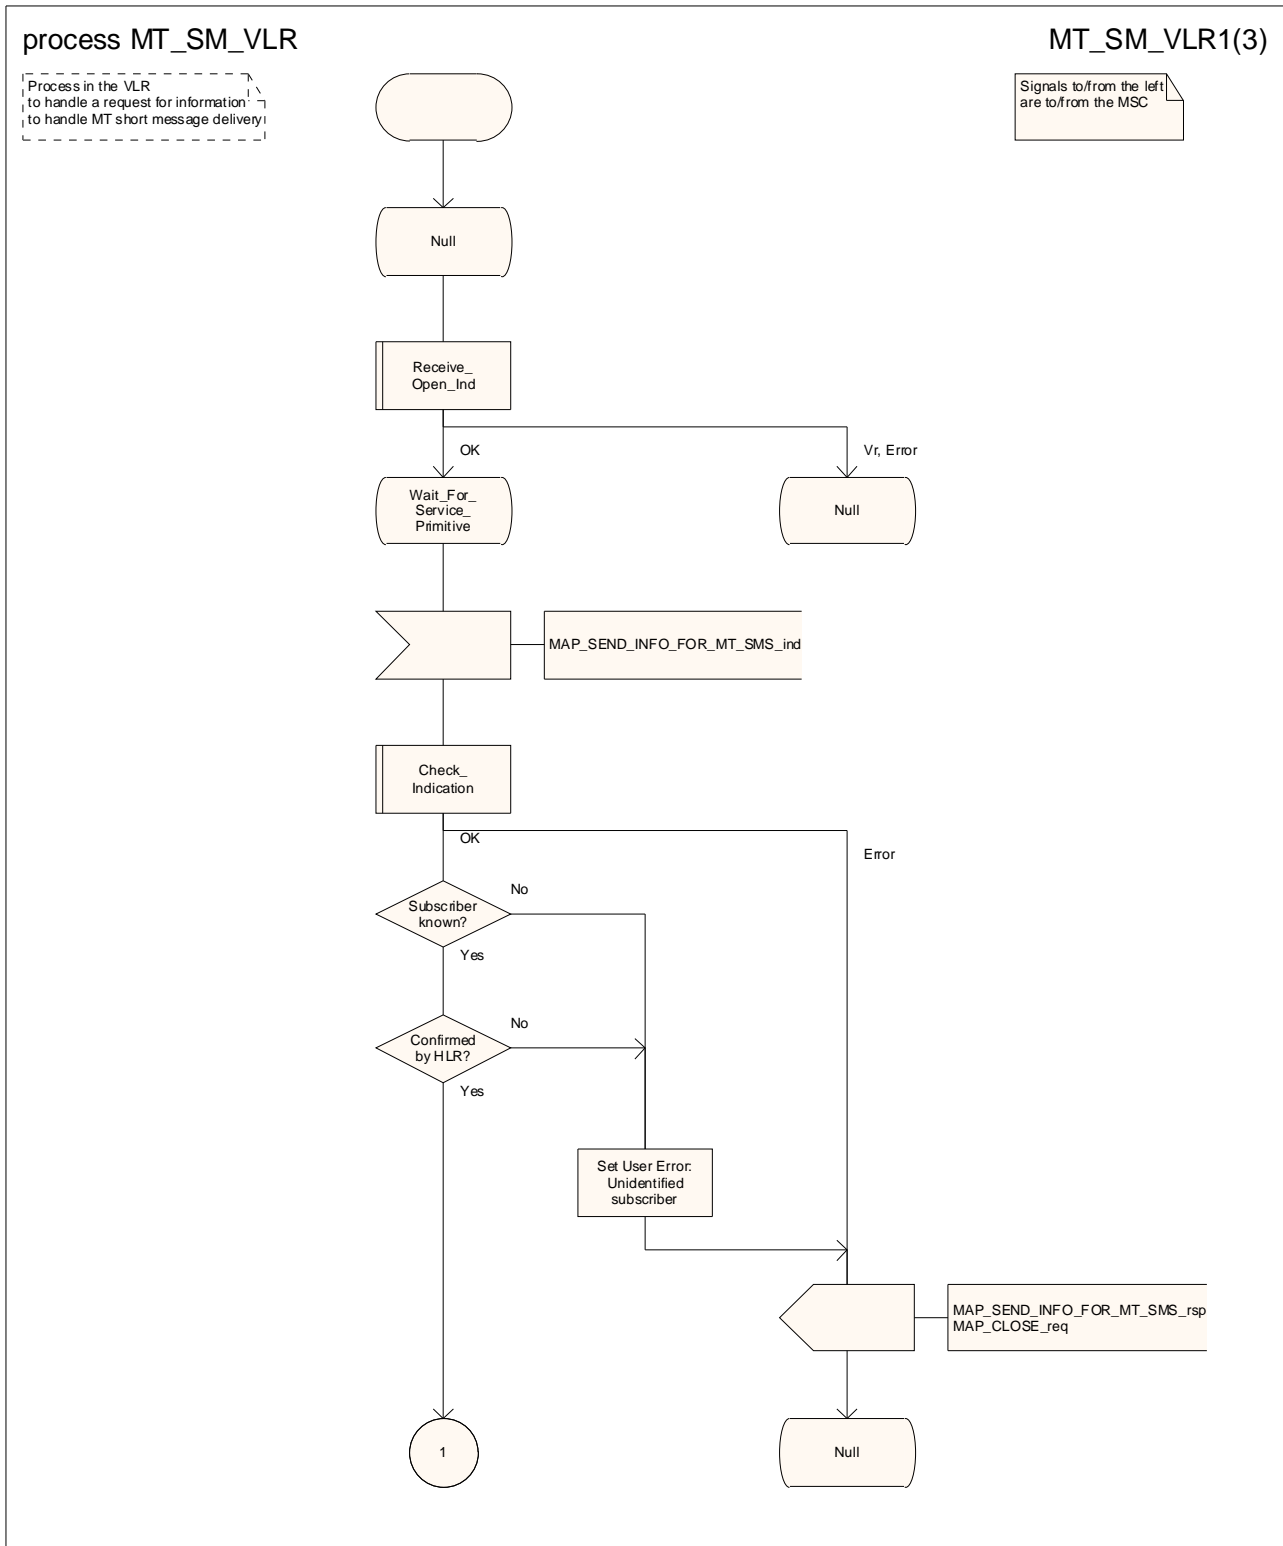 process MT_SM_VLR
MT_SM_VLR1(3)
Process in the VLR
to handle a request for information
to handle MT short message delivery
Signals to/from the left
are to/from the MSC
Null
Receive_
Open_Ind
OK
Vr, Error
Wait_For_
Service_
Primitive
Null
MAP_SEND_INFO_FOR_MT_SMS_ind
Check_
Indication
OK
Error
Subscriber
known?
No
Yes
Confirmed
by HLR?
No
Yes
Set User Error:
Unidentified
subscriber
MAP_SEND_INFO_FOR_MT_SMS_rsp
MAP_CLOSE_req
1
Null